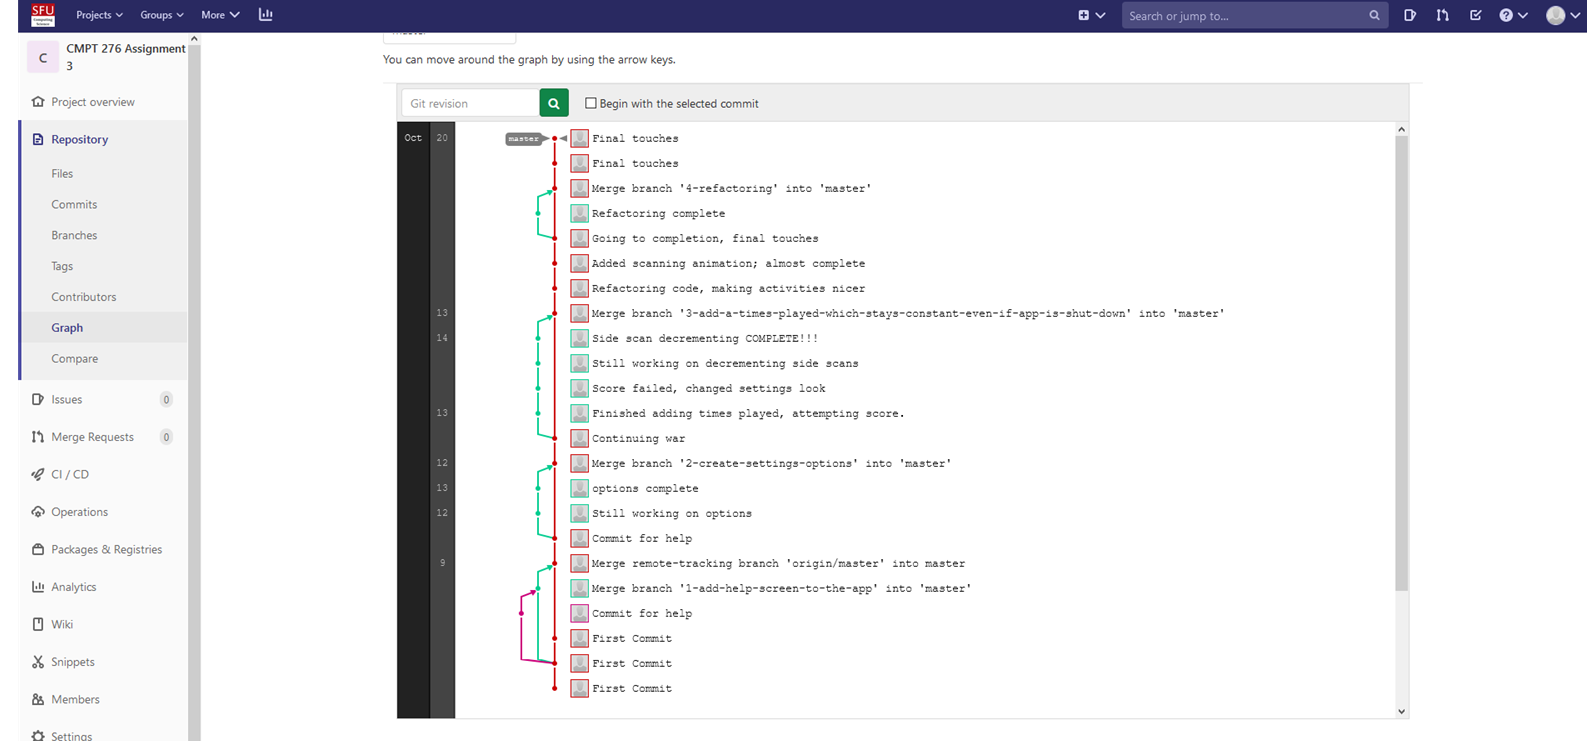 SFU
Computing
Science
Projects
Groups
More
Search or jump to...
C
CMPT 276 Assignment
3
Project overview
Repository
Files
Commits
Branches
Tags
Contributors
Graph
Compare
Issues 0
Merge Requests 0
CI / CD
Operations
Packages & Registries
Analytics
Wiki
Snippets
Members
Settings
You can move around the graph by using the arrow keys.
Git revision
Begin with the selected commit
Oct 20 master Final touches
Final touches
Merge branch '4-refactoring' into 'master'
Refactoring complete
Going to completion, final touches
Added scanning animation; almost complete
Refactoring code, making activities nicer
13 Merge branch '3-add-a-times-played-which-stays-constant-even-if-app-is-shut-down' into 'master'
14 Side scan decrementing COMPLETE!!!
Still working on decrementing side scans
Score failed, changed settings look
13 Finished adding times played, attempting score.
Continuing war
12 Merge branch '2-create-settings-options' into 'master'
13 options complete
12 Still working on options
Commit for help
9 Merge remote-tracking branch 'origin/master' into master
Merge branch '1-add-help-screen-to-the-app' into 'master'
Commit for help
First Commit
First Commit
First Commit